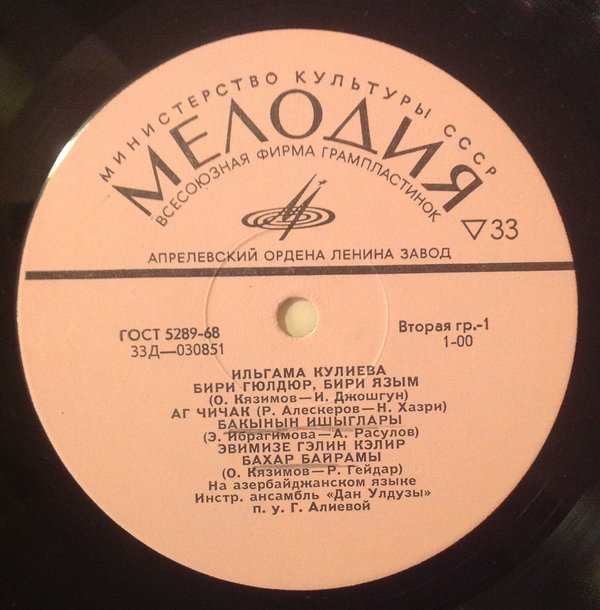 МИНИСТЕРСТВО КУЛЬТУРЫ СССР
МЕЛОДИЯ
ВСЕСОЮЗНАЯ ФИРМА ГРАМПЛАСТИНОК
▽33
АПРЕЛЕВСКИЙ ОРДЕНА ЛЕНИНА ЗАВОД
ГОСТ 5289-68
33Д—030851
Вторая гр.-1
1-00
ИЛЬГАМА КУЛИЕВА
БИРИ ГЮЛДЮР, БИРИ ЯЗЫМ
(О. Кязимов—И. Джошгун)
АГ ЧИЧАК (Р. Алескеров—Н. Хазри)
БАКЫНЫН ИШЫГЛАРЫ
(Э. Ибрагимова—А. Расулов)
ЭВИМИЗЕ ГЭЛИН КЭЛИР
БАХАР БАЙРАМЫ
(О. Кязимов—Р. Гейдар)
На азербайджанском языке
Инстр. ансамбль «Дан Улдузы»
п. у. Г. Алиевой